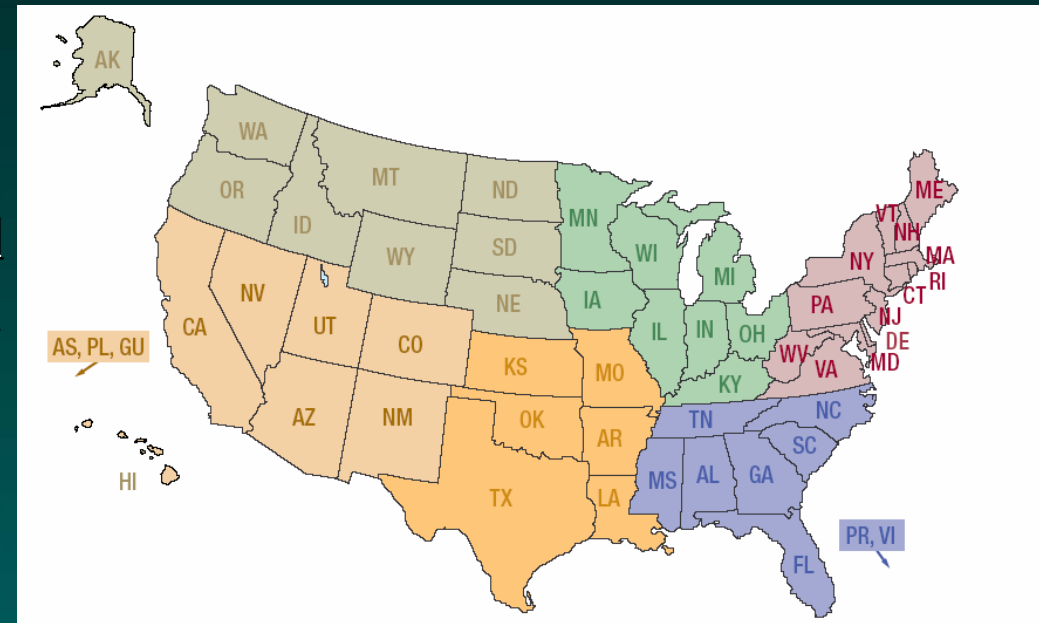 AK
WA
MT
ND
MN
OR
ID
WY
SD
WI
MI
ME
VT
NH
NY
MA
RI
CT
NV
NE
IA
PA
NJ
CA
UT
CO
IL
IN
OH
DE
AS, PL, GU
KS
MO
WV
VA
MD
KY
AZ
NM
OK
AR
TN
NC
SC
HI
TX
LA
MS
AL
GA
PR, VI
FL